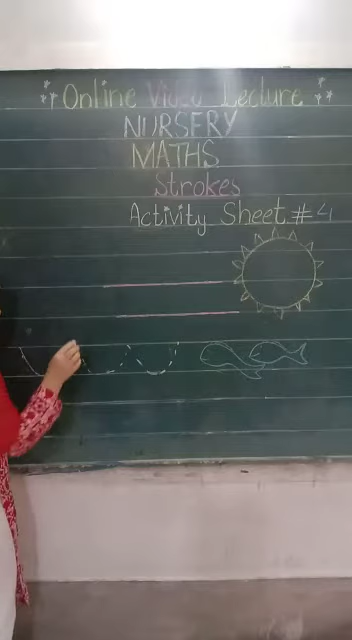 Online Video Lecture
NURSERY
MATHS
Strokes
Activity Sheet #4